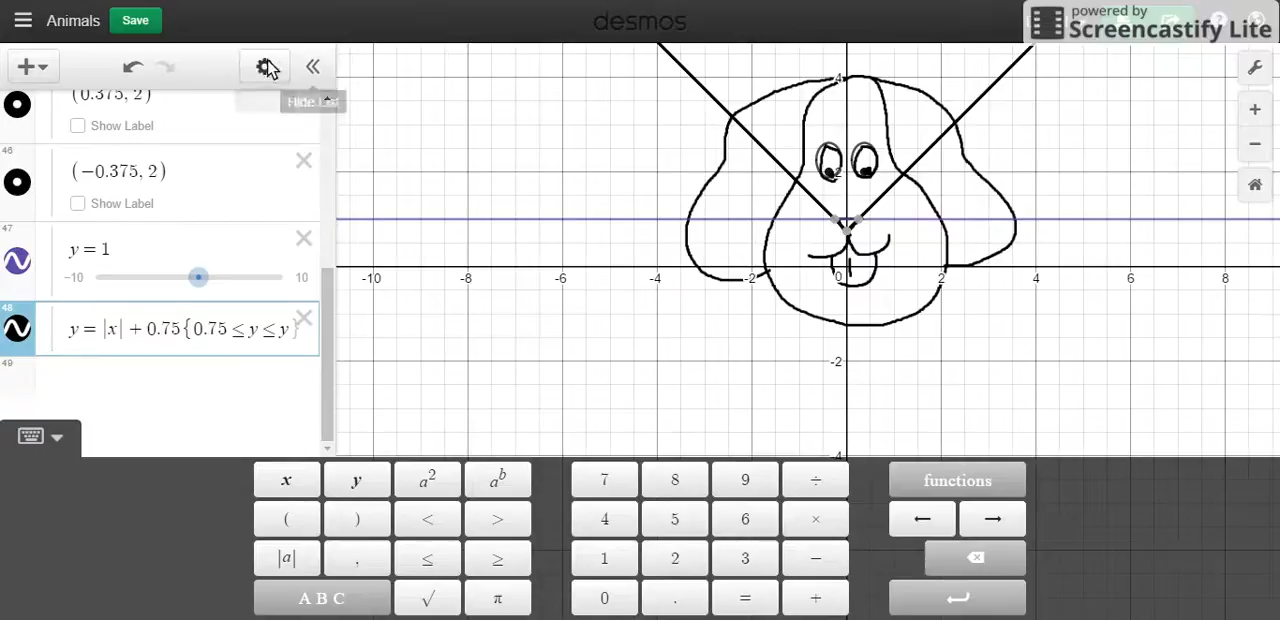 Animals Save desmos powered by Screencastify Lite
Hide List
(0.375, 2)
Show Label
46
(−0.375, 2)
Show Label
47
y = 1
−10 10
48
y = |x| + 0.75{0.75 ≤ y ≤ y}
49
4
2
-10 -8 -6 -4 -2 0 2 4 6 8
-2
-4
x y a² aᵇ 7 8 9 ÷ functions
( ) < > 4 5 6 × ← →
|a| , ≤ ≥ 1 2 3 −
A B C √ π 0 . = +